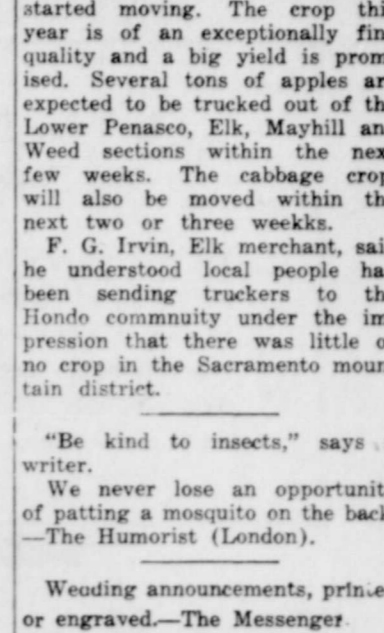 started moving. The crop thi
year is of an exceptionally fin
quality and a big yield is prom
ised. Several tons of apples ar
expected to be trucked out of th
Lower Penasco, Elk, Mayhill an
Weed sections within the nex
few weeks. The cabbage crop
will also be moved within th
next two or three weekks.
F. G. Irvin, Elk merchant, sai
he understood local people ha
been sending truckers to th
Hondo commnuity under the im
pression that there was little o
no crop in the Sacramento moun
tain district.
"Be kind to insects," says
writer.
We never lose an opportunit
of patting a mosquito on the back
—The Humorist (London).
Wedding announcements, printe
or engraved.—The Messenger